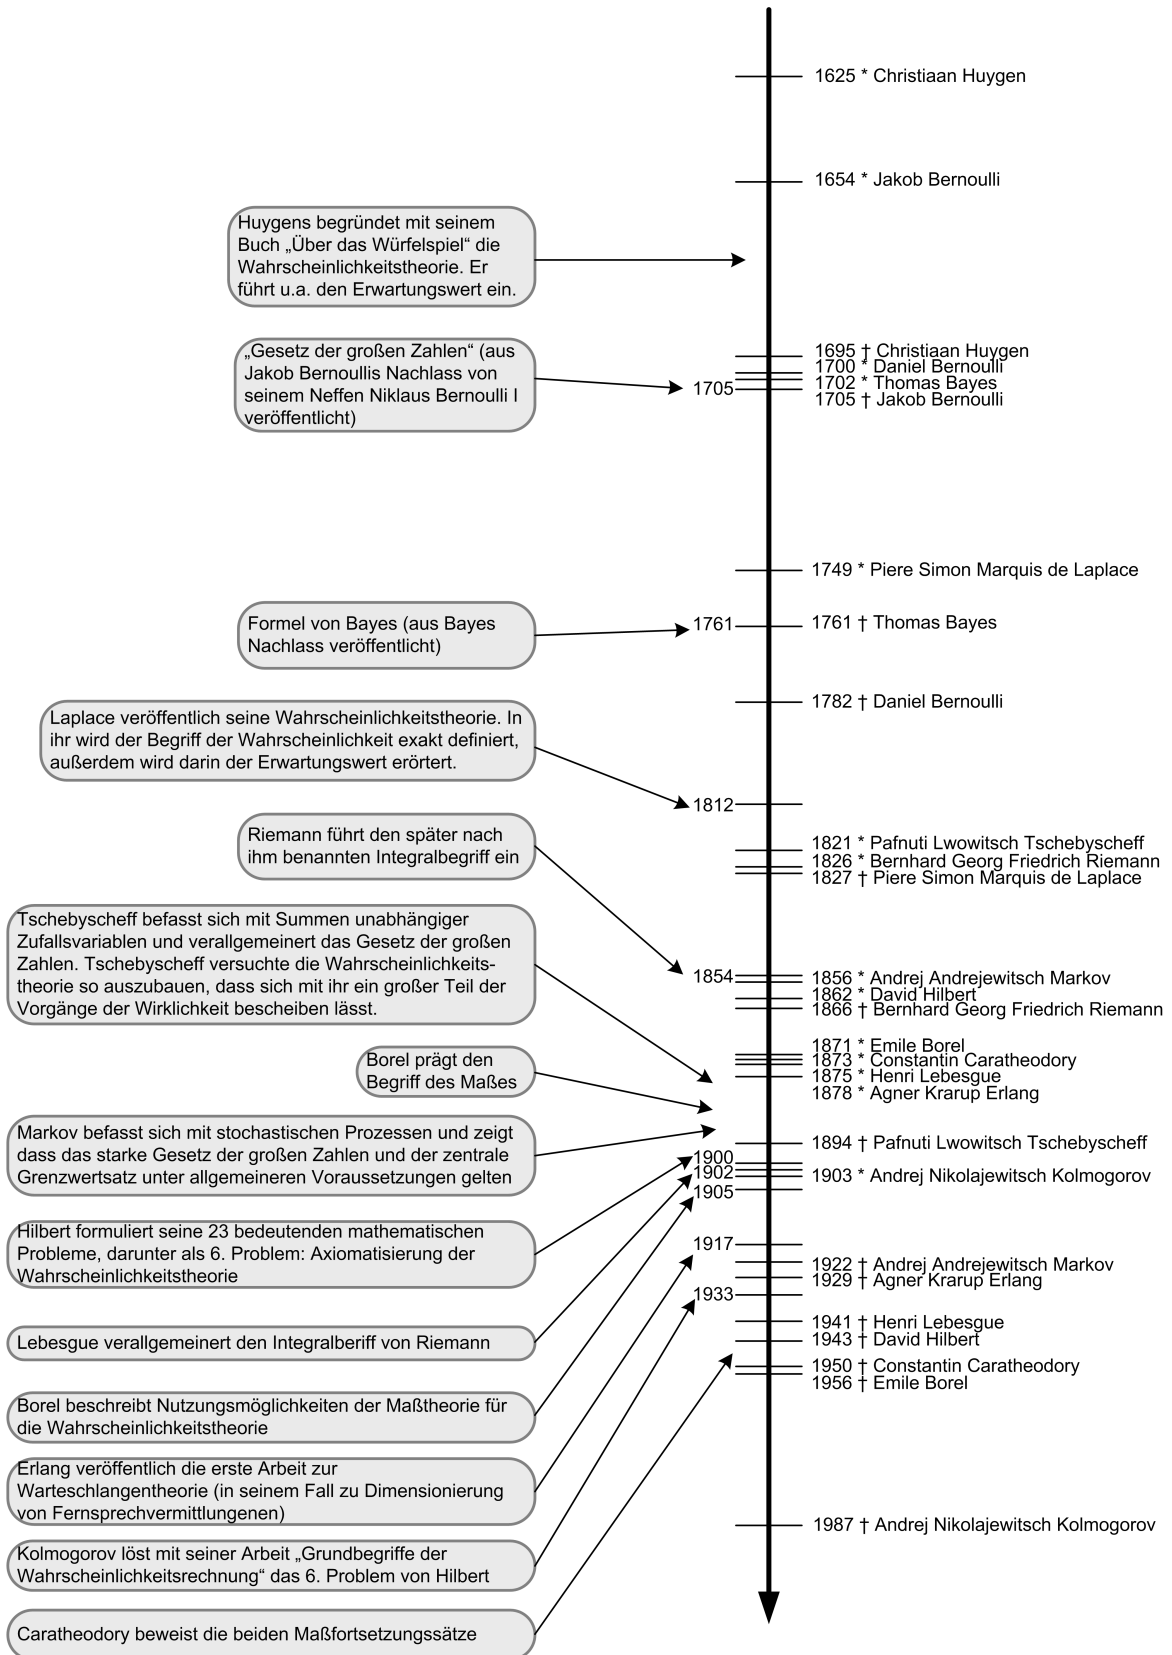 1625 * Christiaan Huygen
1654 * Jakob Bernoulli
Huygens begründet mit seinem
Buch „Über das Würfelspiel“ die
Wahrscheinlichkeitstheorie. Er
führt u.a. den Erwartungswert ein.
„Gesetz der großen Zahlen“ (aus
Jakob Bernoullis Nachlass von
seinem Neffen Niklaus Bernoulli I
veröffentlicht)
1705
1695 † Christiaan Huygen
1700 * Daniel Bernoulli
1702 * Thomas Bayes
1705 † Jakob Bernoulli
1749 * Piere Simon Marquis de Laplace
Formel von Bayes (aus Bayes
Nachlass veröffentlicht)
1761
1761 † Thomas Bayes
1782 † Daniel Bernoulli
Laplace veröffentlich seine Wahrscheinlichkeitstheorie. In
ihr wird der Begriff der Wahrscheinlichkeit exakt definiert,
außerdem wird darin der Erwartungswert erörtert.
1812
Riemann führt den später nach
ihm benannten Integralbegriff ein
1821 * Pafnuti Lwowitsch Tschebyscheff
1826 * Bernhard Georg Friedrich Riemann
1827 † Piere Simon Marquis de Laplace
Tschebyscheff befasst sich mit Summen unabhängiger
Zufallsvariablen und verallgemeinert das Gesetz der großen
Zahlen. Tschebyscheff versuchte die Wahrscheinlichkeits-
theorie so auszubauen, dass sich mit ihr ein großer Teil der
Vorgänge der Wirklichkeit bescheiben lässt.
1854
1856 * Andrej Andrejewitsch Markov
1862 * David Hilbert
1866 † Bernhard Georg Friedrich Riemann
1871 * Emile Borel
1873 * Constantin Caratheodory
1875 * Henri Lebesgue
1878 * Agner Krarup Erlang
Borel prägt den
Begriff des Maßes
Markov befasst sich mit stochastischen Prozessen und zeigt
dass das starke Gesetz der großen Zahlen und der zentrale
Grenzwertsatz unter allgemeineren Voraussetzungen gelten
1894 † Pafnuti Lwowitsch Tschebyscheff
1900
1902
1905
1903 * Andrej Nikolajewitsch Kolmogorov
Hilbert formuliert seine 23 bedeutenden mathematischen
Probleme, darunter als 6. Problem: Axiomatisierung der
Wahrscheinlichkeitstheorie
1917
1922 † Andrej Andrejewitsch Markov
1929 † Agner Krarup Erlang
1933
Lebesgue verallgemeinert den Integralberiff von Riemann
1941 † Henri Lebesgue
1943 † David Hilbert
1950 † Constantin Caratheodory
1956 † Emile Borel
Borel beschreibt Nutzungsmöglichkeiten der Maßtheorie für
die Wahrscheinlichkeitstheorie
Erlang veröffentlich die erste Arbeit zur
Warteschlangentheorie (in seinem Fall zu Dimensionierung
von Fernsprechvermittlungenen)
1987 † Andrej Nikolajewitsch Kolmogorov
Kolmogorov löst mit seiner Arbeit „Grundbegriffe der
Wahrscheinlichkeitsrechnung“ das 6. Problem von Hilbert
Caratheodory beweist die beiden Maßfortsetzungssätze